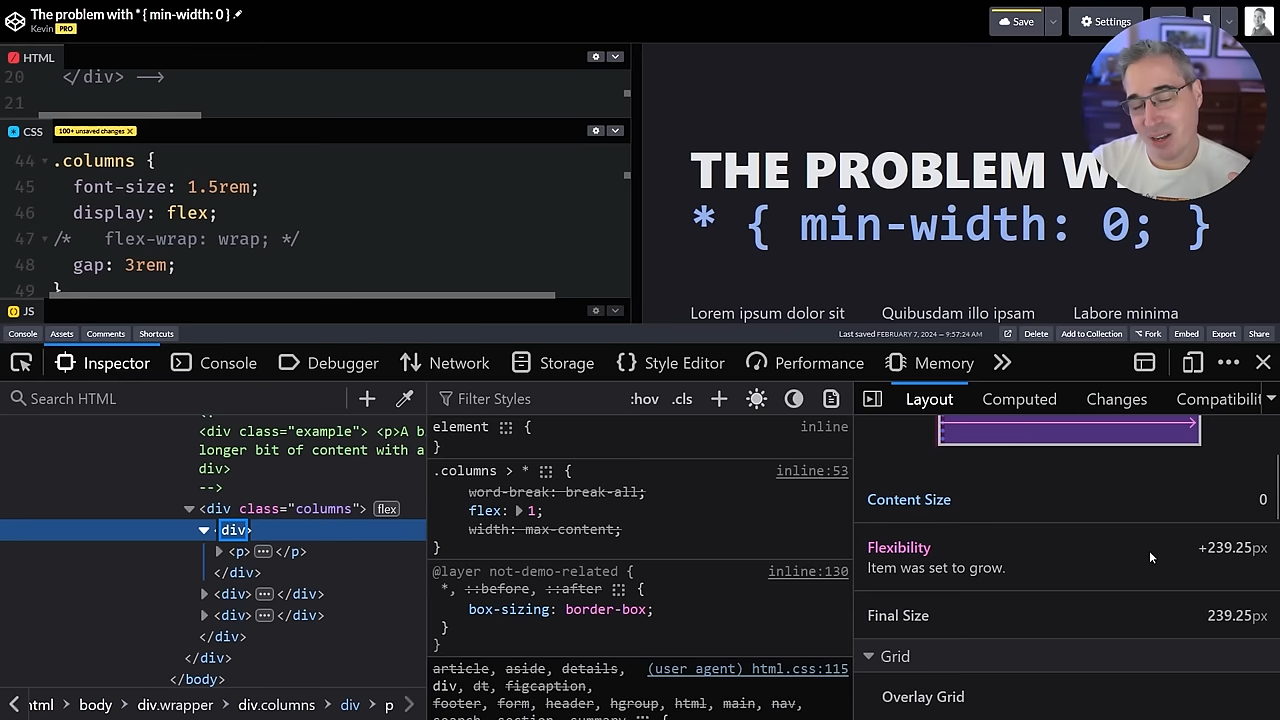 The problem with * { min-width: 0 }
Kevin PRO
Save
Settings
HTML
20 </div> -->
21
CSS 100+ unsaved changes X
44 .columns {
45 font-size: 1.5rem;
46 display: flex;
47 /* flex-wrap: wrap; */
48 gap: 3rem;
49 }
JS
THE PROBLEM
* { min-width: 0; }
Lorem ipsum dolor sit Quibusdam illo ipsam Labore minima
Console Assets Comments Shortcuts Last saved FEBRUARY 7, 2024 — 9:57:24 AM Delete Add to Collection Fork Embed Export Share
Inspector Console Debugger Network Storage Style Editor Performance Memory
Search HTML
<div class="example"> <p>A b
longer bit of content with a
div>
-->
<div class="columns"> flex
<div>
<p> ... </p>
</div>
<div> ... </div>
<div> ... </div>
</div>
</div>
</body>
html body div.wrapper div.columns div p
Filter Styles :hov .cls
element { inline
}
.columns > * { inline:53
word-break: break-all;
flex: 1;
width: max-content;
}
@layer not-demo-related { inline:130
*, ::before, ::after {
box-sizing: border-box;
}
}
article, aside, details, (user agent) html.css:115
div, dt, figcaption,
footer, form, header, hgroup, html, main, nav,
search, section, summary {
Layout Computed Changes Compatibilit
Content Size 0
Flexibility +239.25px
Item was set to grow.
Final Size 239.25px
Grid
Overlay Grid